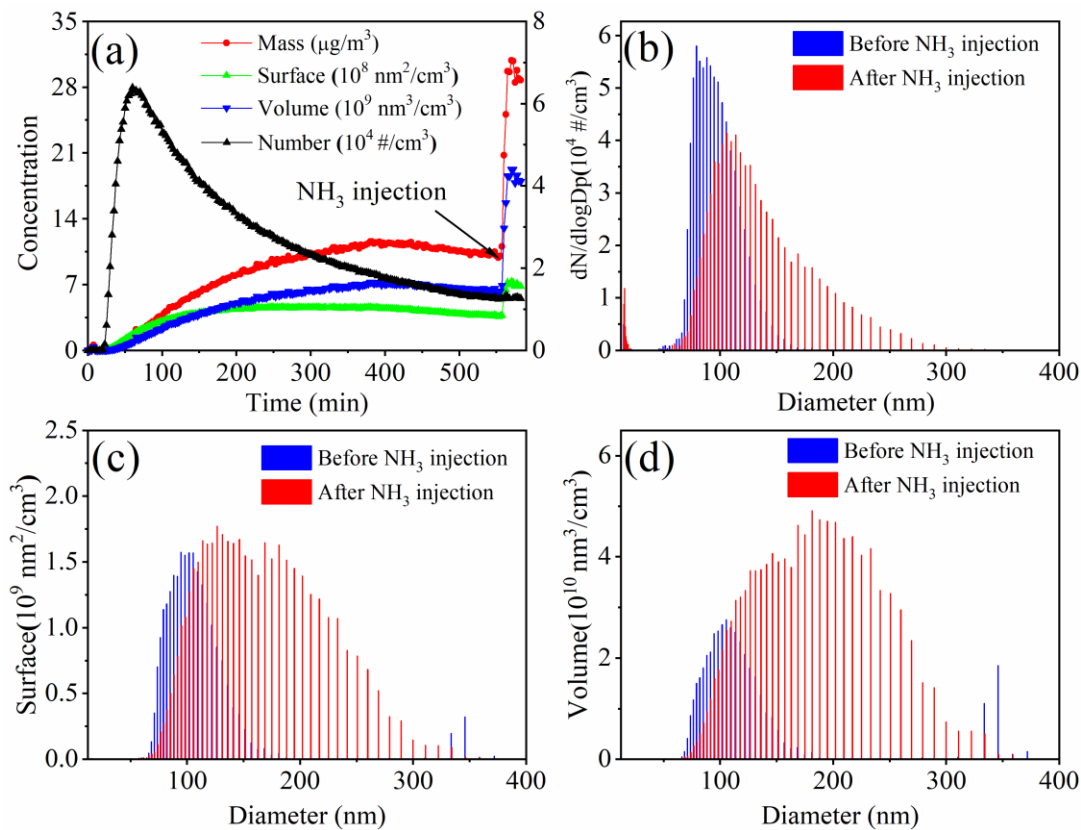 (a)
Mass (μg/m³)
Surface (10⁸ nm²/cm³)
Volume (10⁹ nm³/cm³)
Number (10⁴ #/cm³)
NH₃ injection
Concentration
35
28
21
14
7
0
8
6
4
2
0
0 100 200 300 400 500
Time (min)
(b)
Before NH₃ injection
After NH₃ injection
dN/dlogDp(10⁴ #/cm³)
6
5
4
3
2
1
0
100 200 300 400
Diameter (nm)
(c)
Before NH₃ injection
After NH₃ injection
Surface(10⁹ nm²/cm³)
2.5
2.0
1.5
1.0
0.5
0.0
100 200 300 400
Diameter (nm)
(d)
Before NH₃ injection
After NH₃ injection
Volume(10¹⁰ nm³/cm³)
6
4
2
0
100 200 300 400
Diameter (nm)